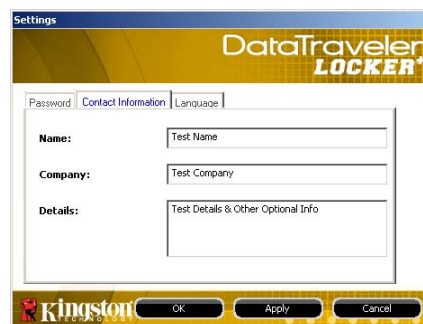 Settings
DataTraveler
LOCKER+
Password Contact Information Language
Name: Test Name
Company: Test Company
Details: Test Details & Other Optional Info
Kingston OK Apply Cancel
TECHNOLOGY